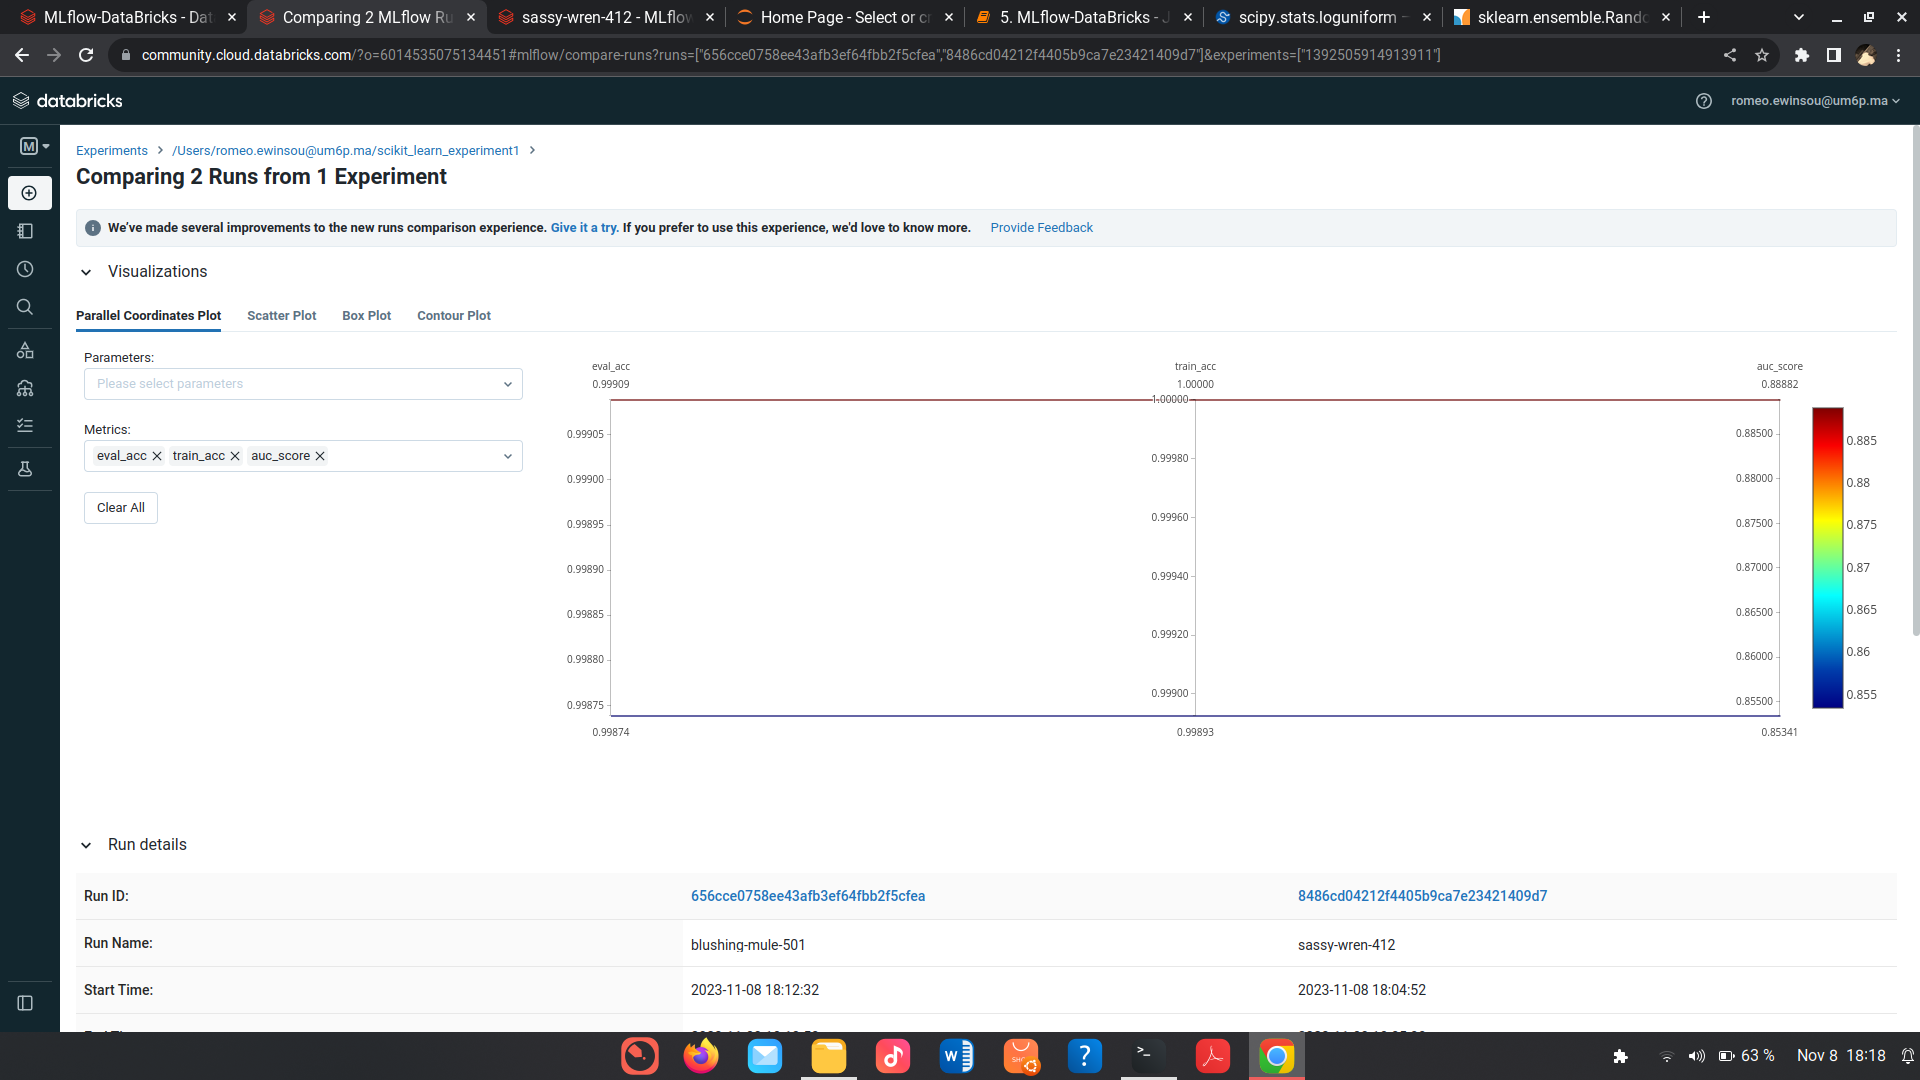 MLflow-DataBricks - Dat
Comparing 2 MLflow Ru
sassy-wren-412 - MLflow
Home Page - Select or cr
5. MLflow-DataBricks - J
scipy.stats.loguniform –
sklearn.ensemble.Rando
community.cloud.databricks.com/?o=6014535075134451#mlflow/compare-runs?runs=["656cce0758ee43afb3ef64fbb2f5cfea","8486cd04212f4405b9ca7e23421409d7"]&experiments=["1392505914913911"]
databricks
romeo.ewinsou@um6p.ma
M
Experiments > /Users/romeo.ewinsou@um6p.ma/scikit_learn_experiment1 >
Comparing 2 Runs from 1 Experiment
We've made several improvements to the new runs comparison experience. Give it a try. If you prefer to use this experience, we'd love to know more. Provide Feedback
Visualizations
Parallel Coordinates Plot
Scatter Plot
Box Plot
Contour Plot
Parameters:
Please select parameters
Metrics:
eval_acc
train_acc
auc_score
Clear All
eval_acc
0.99909
0.99905
0.99900
0.99895
0.99890
0.99885
0.99880
0.99875
0.99874
train_acc
1.00000
1.00000
0.99980
0.99960
0.99940
0.99920
0.99900
0.99893
auc_score
0.88882
0.88500
0.88000
0.87500
0.87000
0.86500
0.86000
0.85500
0.85341
0.885
0.88
0.875
0.87
0.865
0.86
0.855
Run details
Run ID: 656cce0758ee43afb3ef64fbb2f5cfea 8486cd04212f4405b9ca7e23421409d7
Run Name: blushing-mule-501 sassy-wren-412
Start Time: 2023-11-08 18:12:32 2023-11-08 18:04:52
63 %
Nov 8 18:18